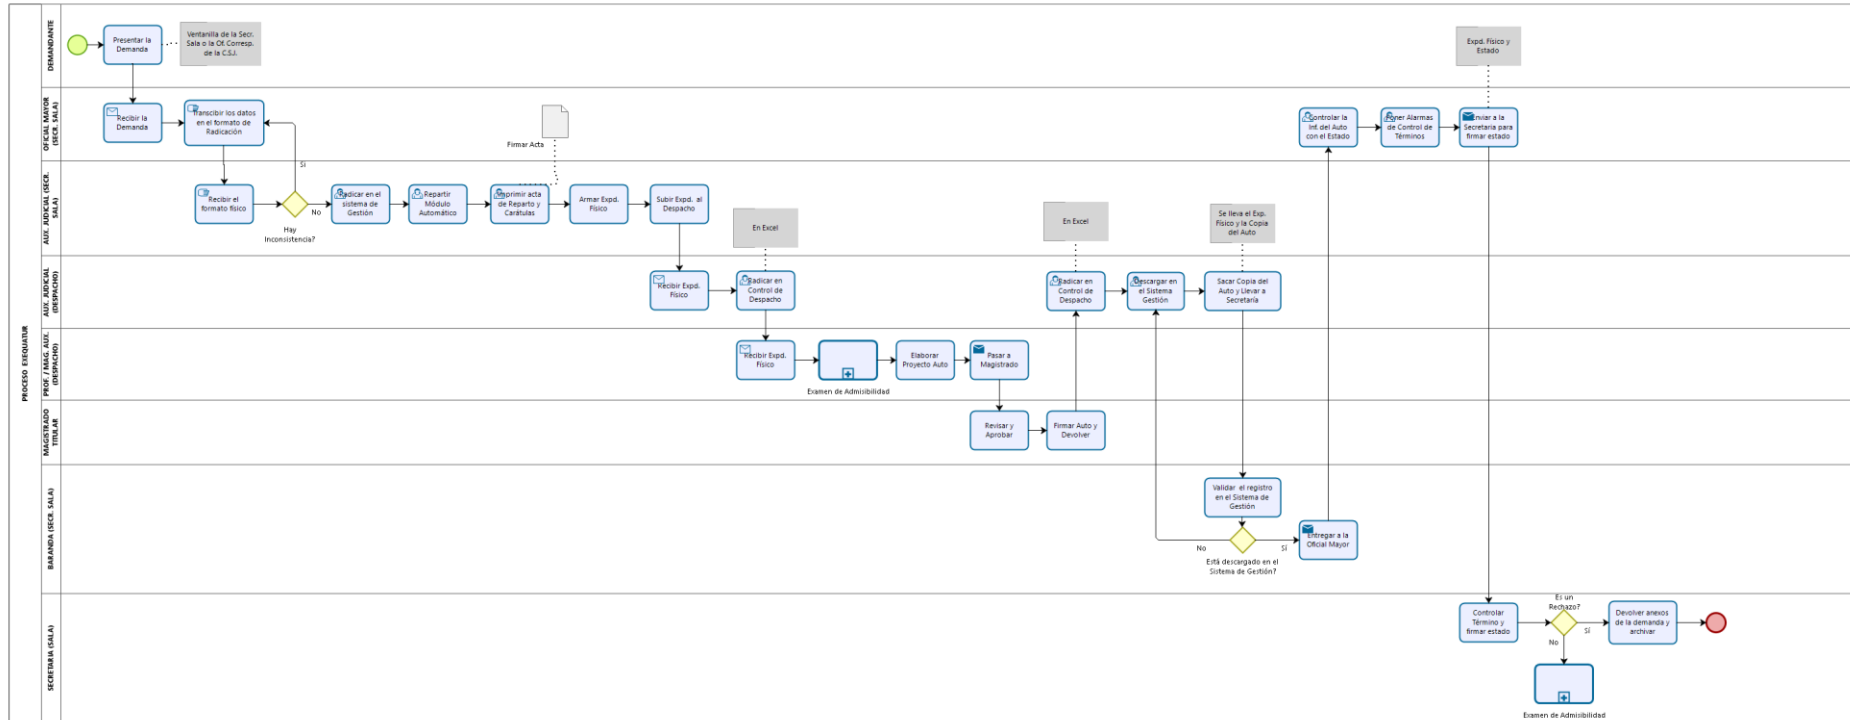 PROCESO EXEQUATUR
DEMANDANTE
Presentar la
Demanda
Ventanilla de la Secr.
Sala o la Of. Corresp.
de la C.S.J.
Expd. Físico y
Estado
OFICIAL MAYOR
(SECR. SALA)
Recibir la
Demanda
Transcibir los datos
en el formato de
Radicación
Firmar Acta
Controlar la
Inf. del Auto
con el Estado
Poner Alarmas
de Control de
Términos
Enviar a la
Secretaría para
firmar estado
AUX. JUDICIAL (SECR.
SALA)
Recibir el
formato físico
Sí
No
Hay
Inconsistencia?
Radicar en el
sistema de
Gestión
Repartir
Módulo
Automático
Imprimir acta
de Reparto y
Carátulas
Armar Expd.
Físico
Subir Expd. al
Despacho
En Excel
En Excel
Se lleva el Exp.
Físico y la Copia
del Auto
AUX. JUDICIAL
(DESPACHO)
Recibir Expd.
Físico
Radicar en
Control de
Despacho
Radicar en
Control de
Despacho
Descargar en
el Sistema
Gestión
Sacar Copia del
Auto y Llevar a
Secretaría
PROF. / MAG. AUX.
(DESPACHO)
Recibir Expd.
Físico
Examen de Admisibilidad
Elaborar
Proyecto Auto
Pasar a
Magistrado
MAGISTRADO
TITULAR
Revisar y
Aprobar
Firmar Auto y
Devolver
BARANDA (SECR. SALA)
Validar el registro
en el Sistema de
Gestión
No
Sí
Está descargado en el
Sistema de Gestión?
Entregar a la
Oficial Mayor
SECRETARIA (SALA)
Controlar
Término y
firmar estado
Es un
Rechazo?
Sí
No
Devolver anexos
de la demanda y
archivar
Examen de Admisibilidad